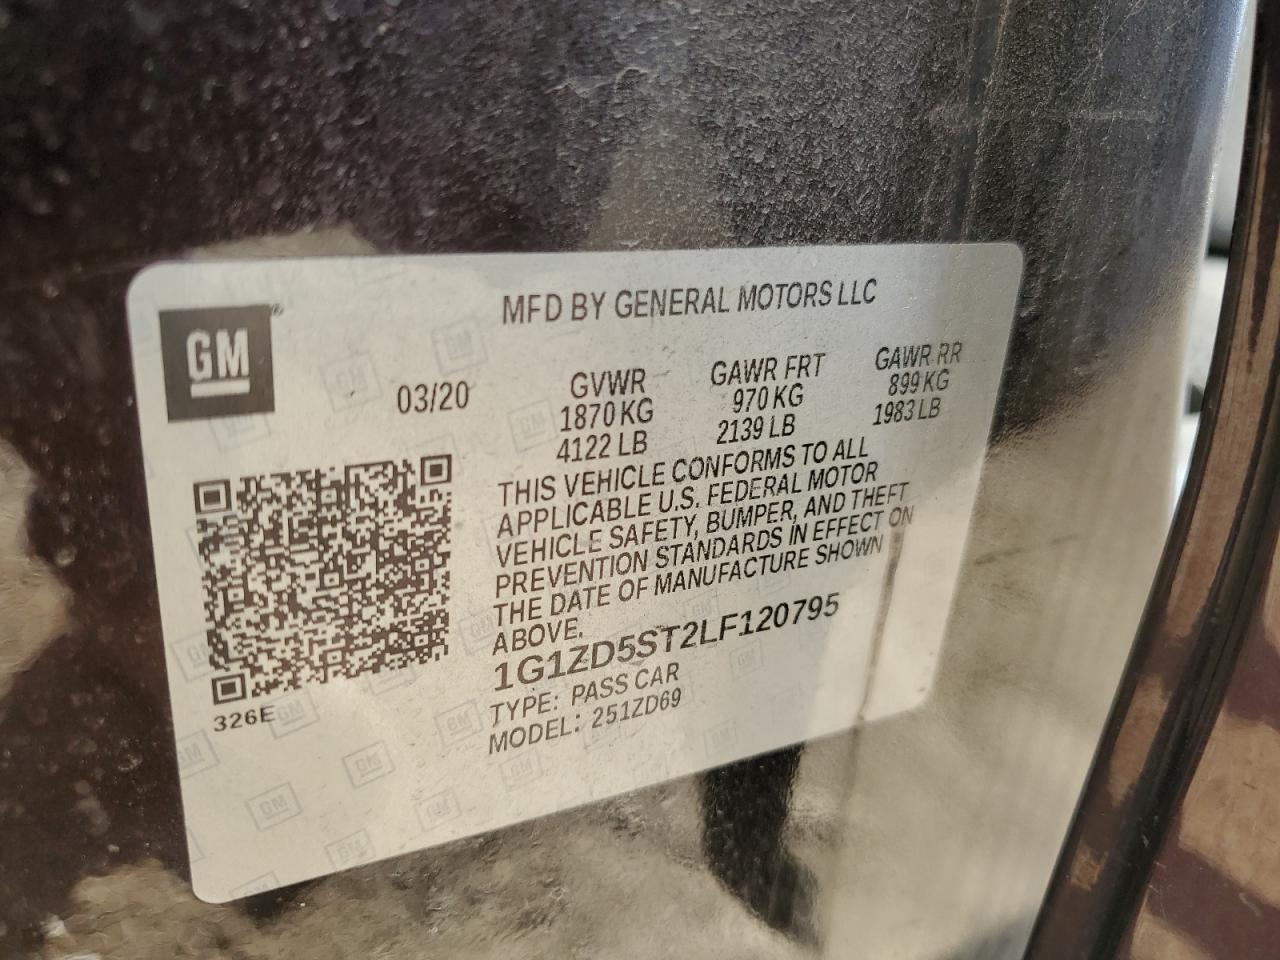 MFD BY GENERAL MOTORS LLC
GM®
03/20
GVWR GAWR FRT GAWR RR
1870 KG 970 KG 899 KG
4122 LB 2139 LB 1983 LB
THIS VEHICLE CONFORMS TO ALL
APPLICABLE U.S. FEDERAL MOTOR
VEHICLE SAFETY, BUMPER, AND THEFT
PREVENTION STANDARDS IN EFFECT ON
THE DATE OF MANUFACTURE SHOWN
ABOVE.
1G1ZD5ST2LF120795
TYPE: PASS CAR
MODEL: 251ZD69
326E